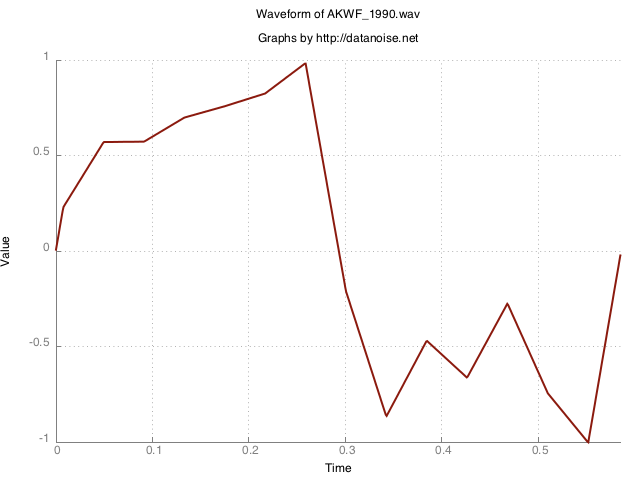 Waveform of AKWF_1990.wav
Graphs by http://datanoise.net
1
0.5
0
-0.5
-1
Value
0 0.1 0.2 0.3 0.4 0.5
Time